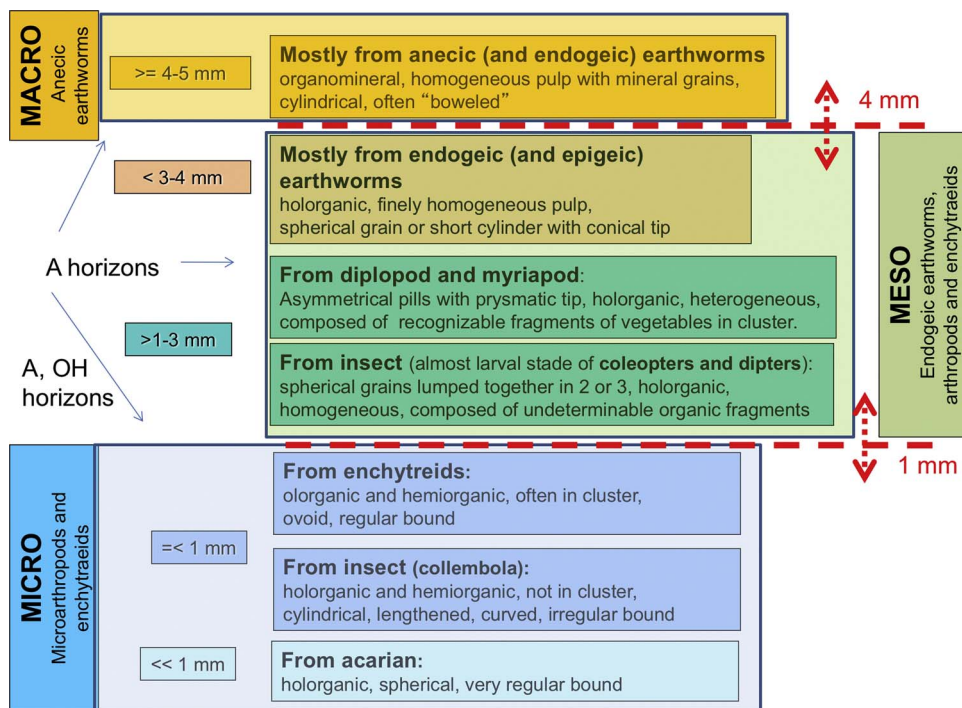 MACRO
Anecic
earthworms
>= 4-5 mm
Mostly from anecic (and endogeic) earthworms
organomineral, homogeneous pulp with mineral grains,
cylindrical, often “boweled”
4 mm
< 3-4 mm
Mostly from endogeic (and epigeic)
earthworms
holorganic, finely homogeneous pulp,
spherical grain or short cylinder with conical tip
A horizons
From diplopod and myriapod:
Asymmetrical pills with prysmatic tip, holorganic, heterogeneous,
composed of recognizable fragments of vegetables in cluster.
>1-3 mm
A, OH
horizons
From insect (almost larval stade of coleopters and dipters):
spherical grains lumped together in 2 or 3, holorganic,
homogeneous, composed of undeterminable organic fragments
MESO
Endogeic earthworms,
arthropods and enchytraeids
1 mm
MICRO
Microarthropods and
enchytraeids
From enchytreids:
olorganic and hemiorganic, often in cluster,
ovoid, regular bound
=< 1 mm
From insect (collembola):
holorganic and hemiorganic, not in cluster,
cylindrical, lengthened, curved, irregular bound
<< 1 mm
From acarian:
holorganic, spherical, very regular bound